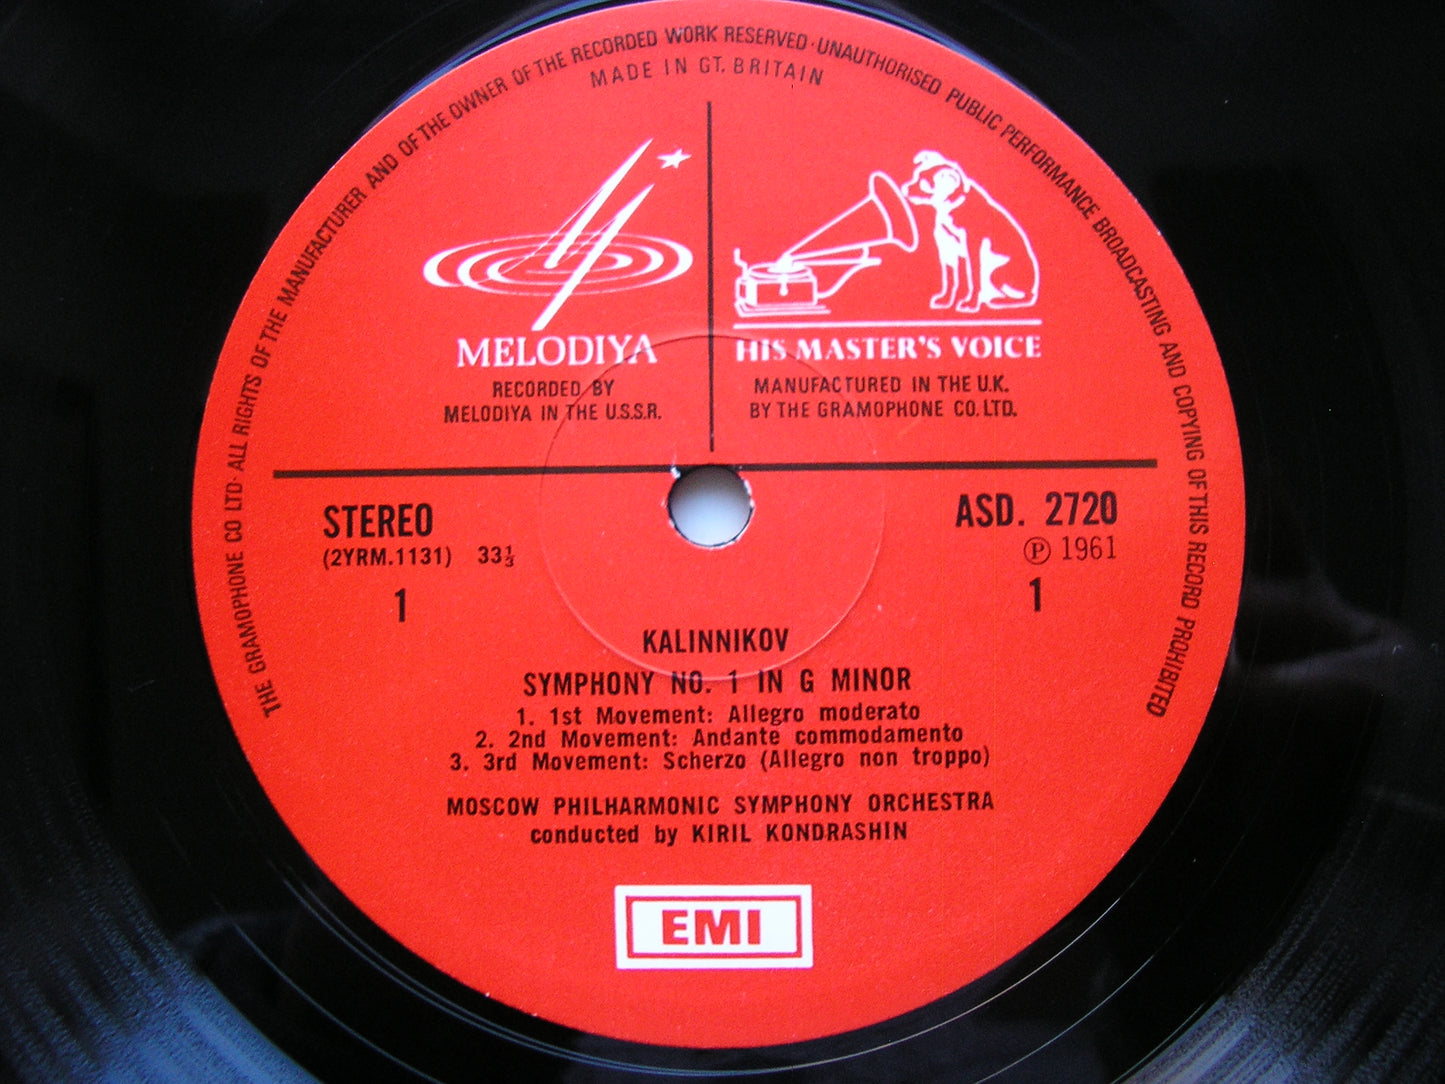 THE GRAMOPHONE CO LTD· ALL RIGHTS OF THE MANUFACTURER AND OF THE OWNER OF THE RECORDED WORK RESERVED·UNAUTHORISED PUBLIC PERFORMANCE BROADCASTING AND COPYING OF THIS RECORD PROHIBITED
MADE IN GT. BRITAIN
MELODIYA
RECORDED BY
MELODIYA IN THE U.S.S.R.
HIS MASTER'S VOICE
MANUFACTURED IN THE U.K.
BY THE GRAMOPHONE CO. LTD.
STEREO
(2YRM.1131) 33⅓
1
ASD. 2720
Ⓟ 1961
1
KALINNIKOV
SYMPHONY NO. 1 IN G MINOR
1. 1st Movement: Allegro moderato
2. 2nd Movement: Andante commodamento
3. 3rd Movement: Scherzo (Allegro non troppo)
MOSCOW PHILHARMONIC SYMPHONY ORCHESTRA
conducted by KIRIL KONDRASHIN
EMI